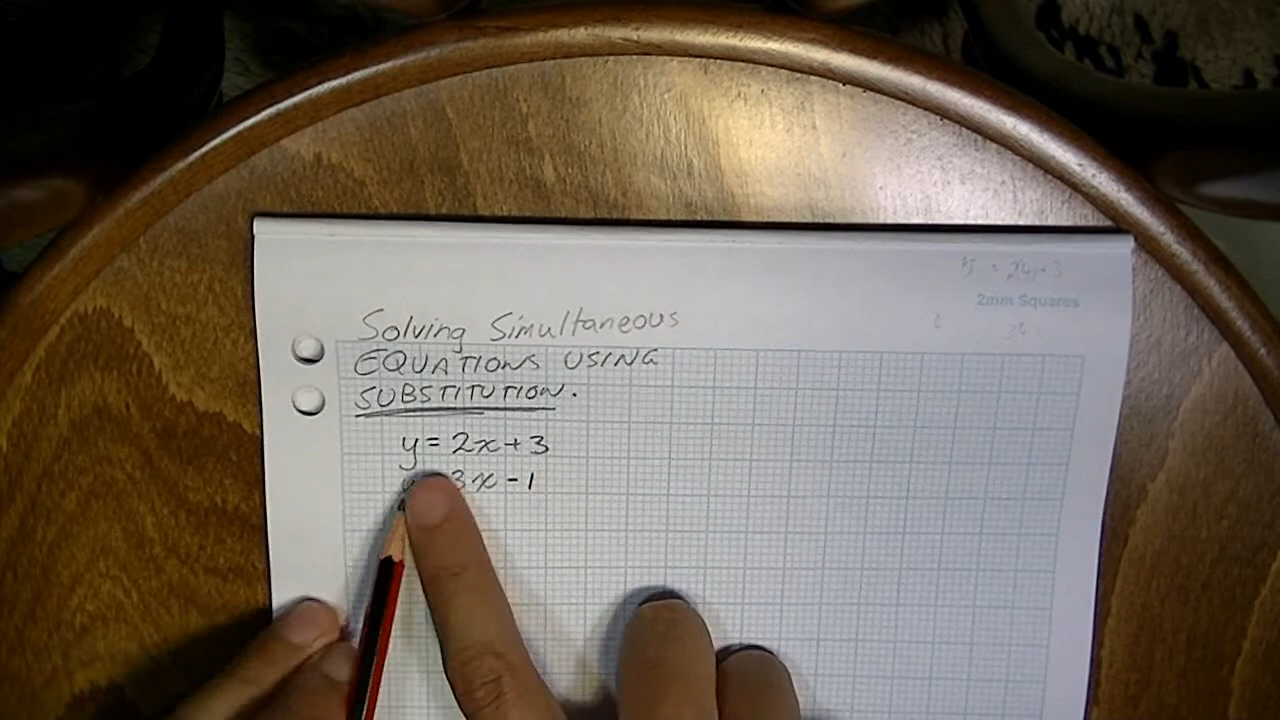 2mm Squares
Solving Simultaneous
EQUATIONS USING
SUBSTITUTION.
y = 2x + 3
3x - 1